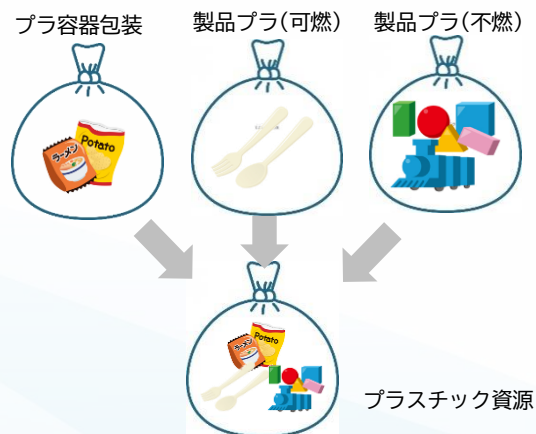 プラ容器包装
製品プラ(可燃)
製品プラ(不燃)
ラーメン
Potato
ラーメン
Potato
プラスチック資源